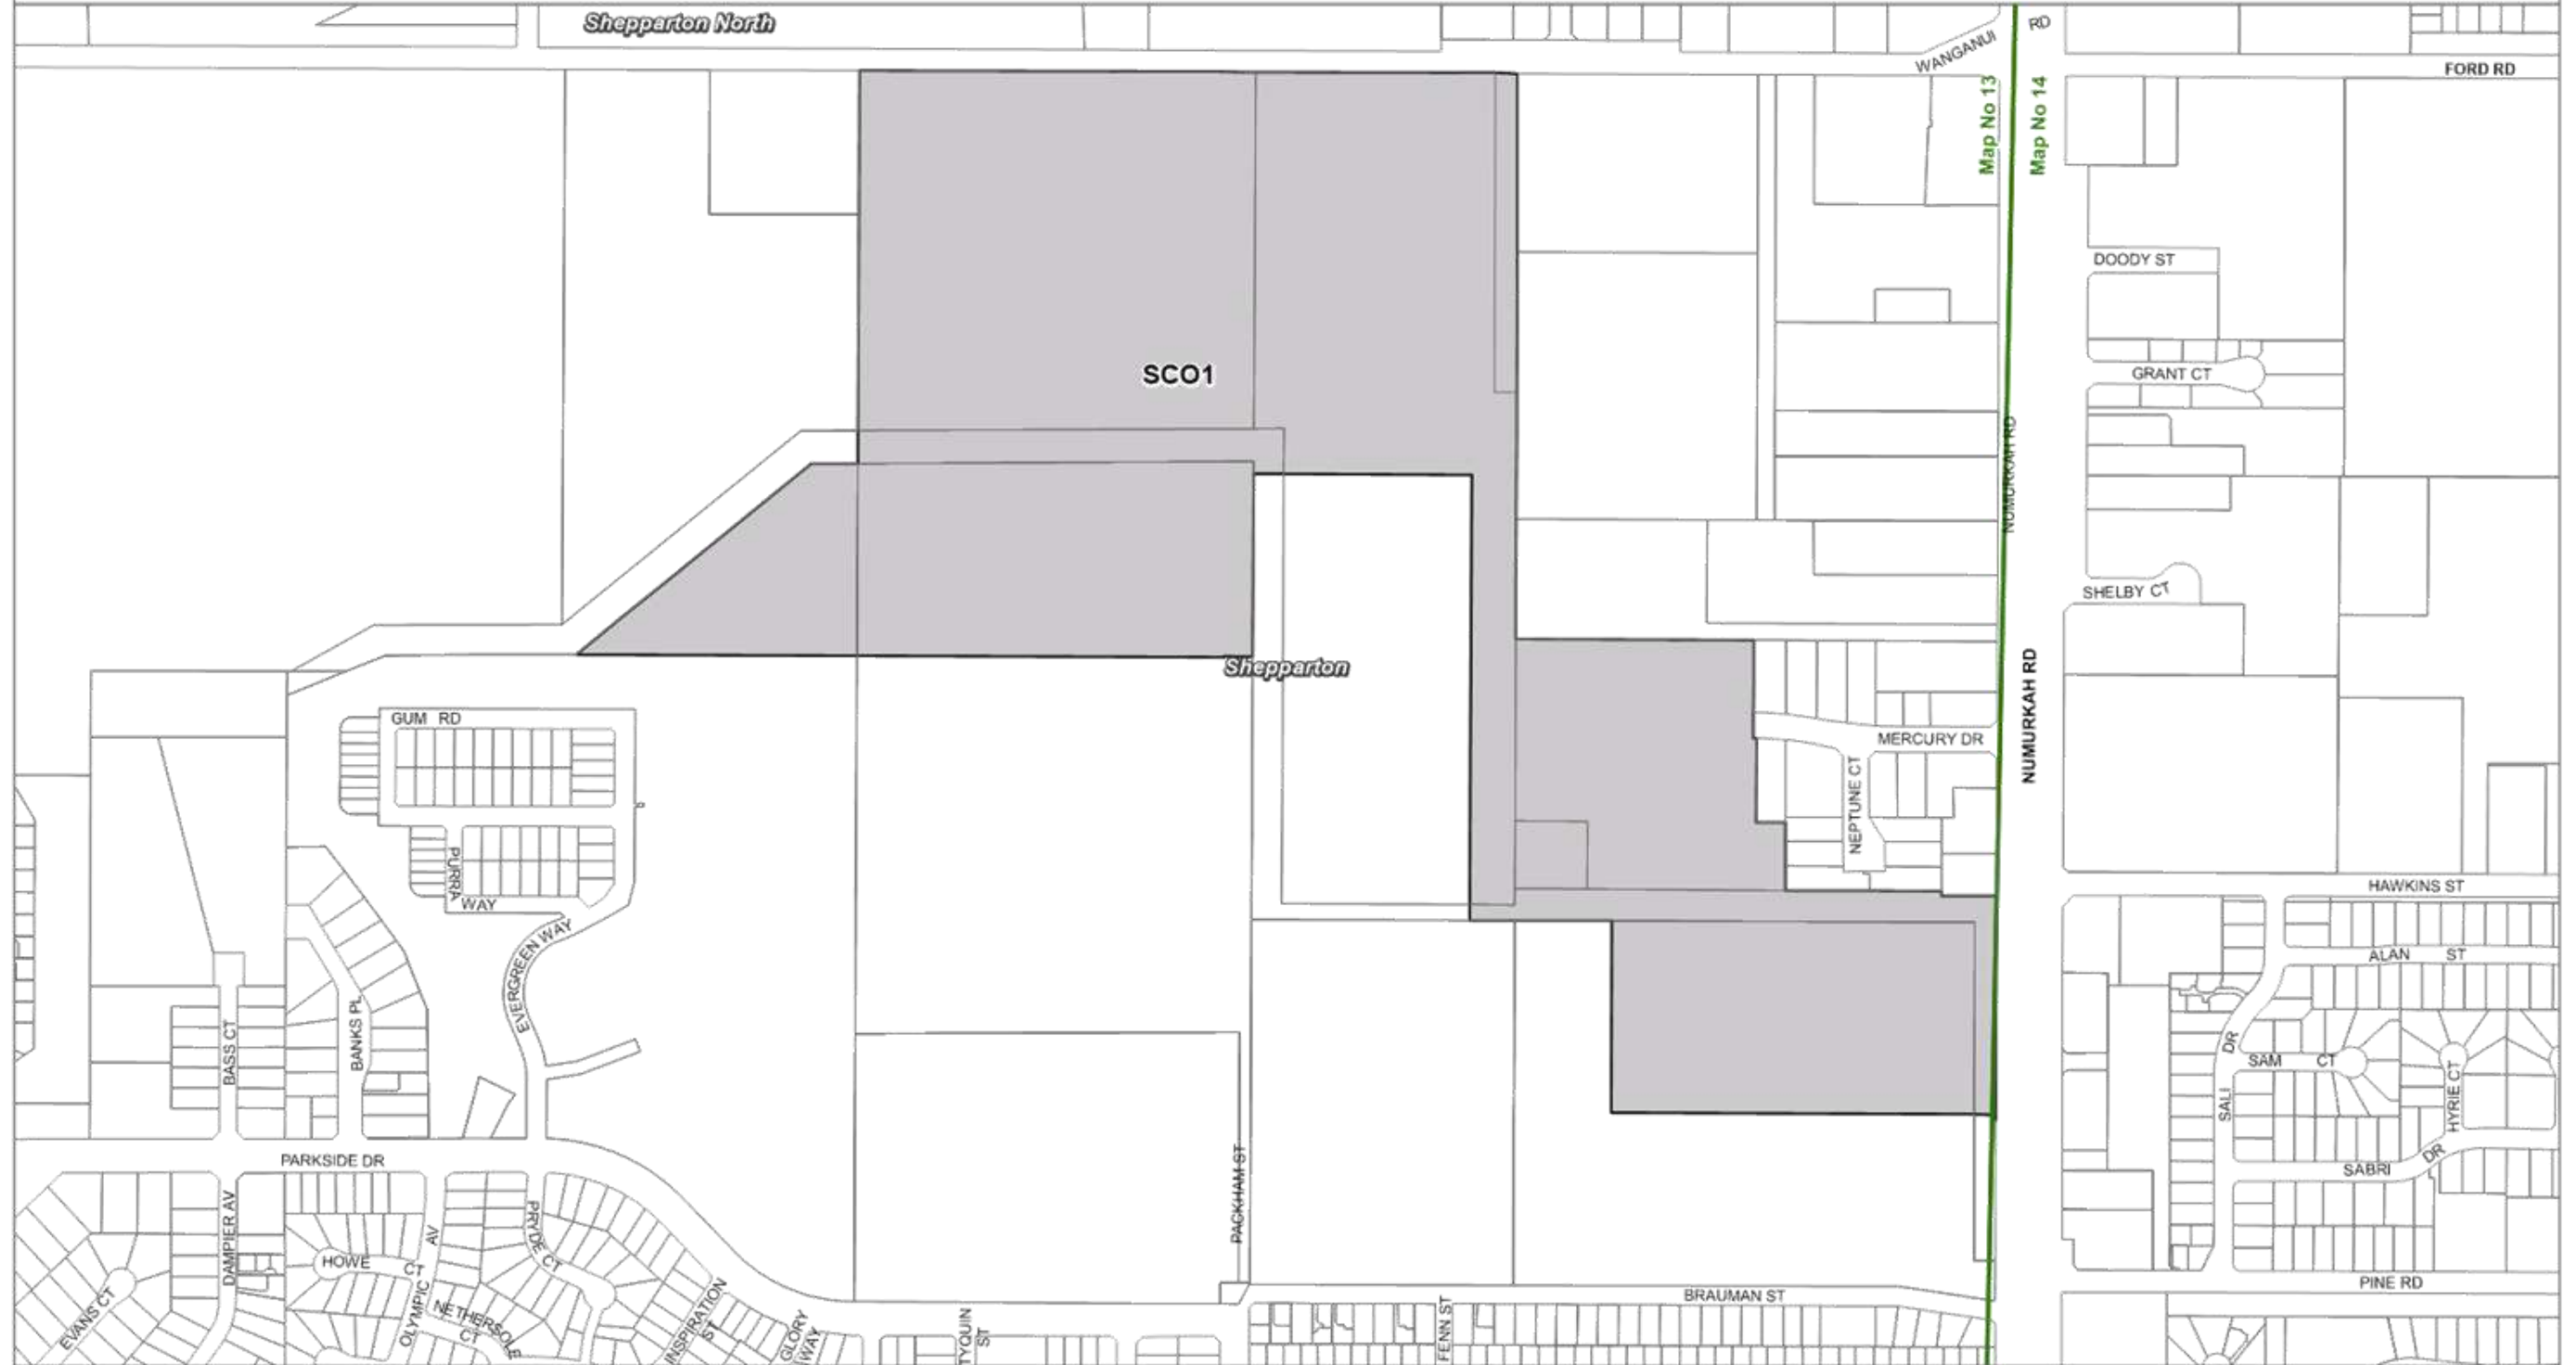 Shepparton North
WANGANUI
RD
FORD RD
Map No 13
Map No 14
DOODY ST
SCO1
GRANT CT
NUMURKAH RD
SHELBY CT
Shepparton
NUMURKAH RD
GUM RD
MERCURY DR
NEPTUNE CT
PURRA
WAY
HAWKINS ST
EVERGREEN WAY
ALAN ST
BASS CT
BANKS PL
SALI DR
SAM CT
HYRIE CT
PARKSIDE DR
PACKHAM ST
SABRI DR
DAMPIER AV
PRYDE CT
HOWE CT
OLYMPIC AV
PINE RD
EVANS CT
NETHERSOLE
CT
INSPIRATION
ST
GLORY
WAY
TYQUIN
ST
FENN ST
BRAUMAN ST